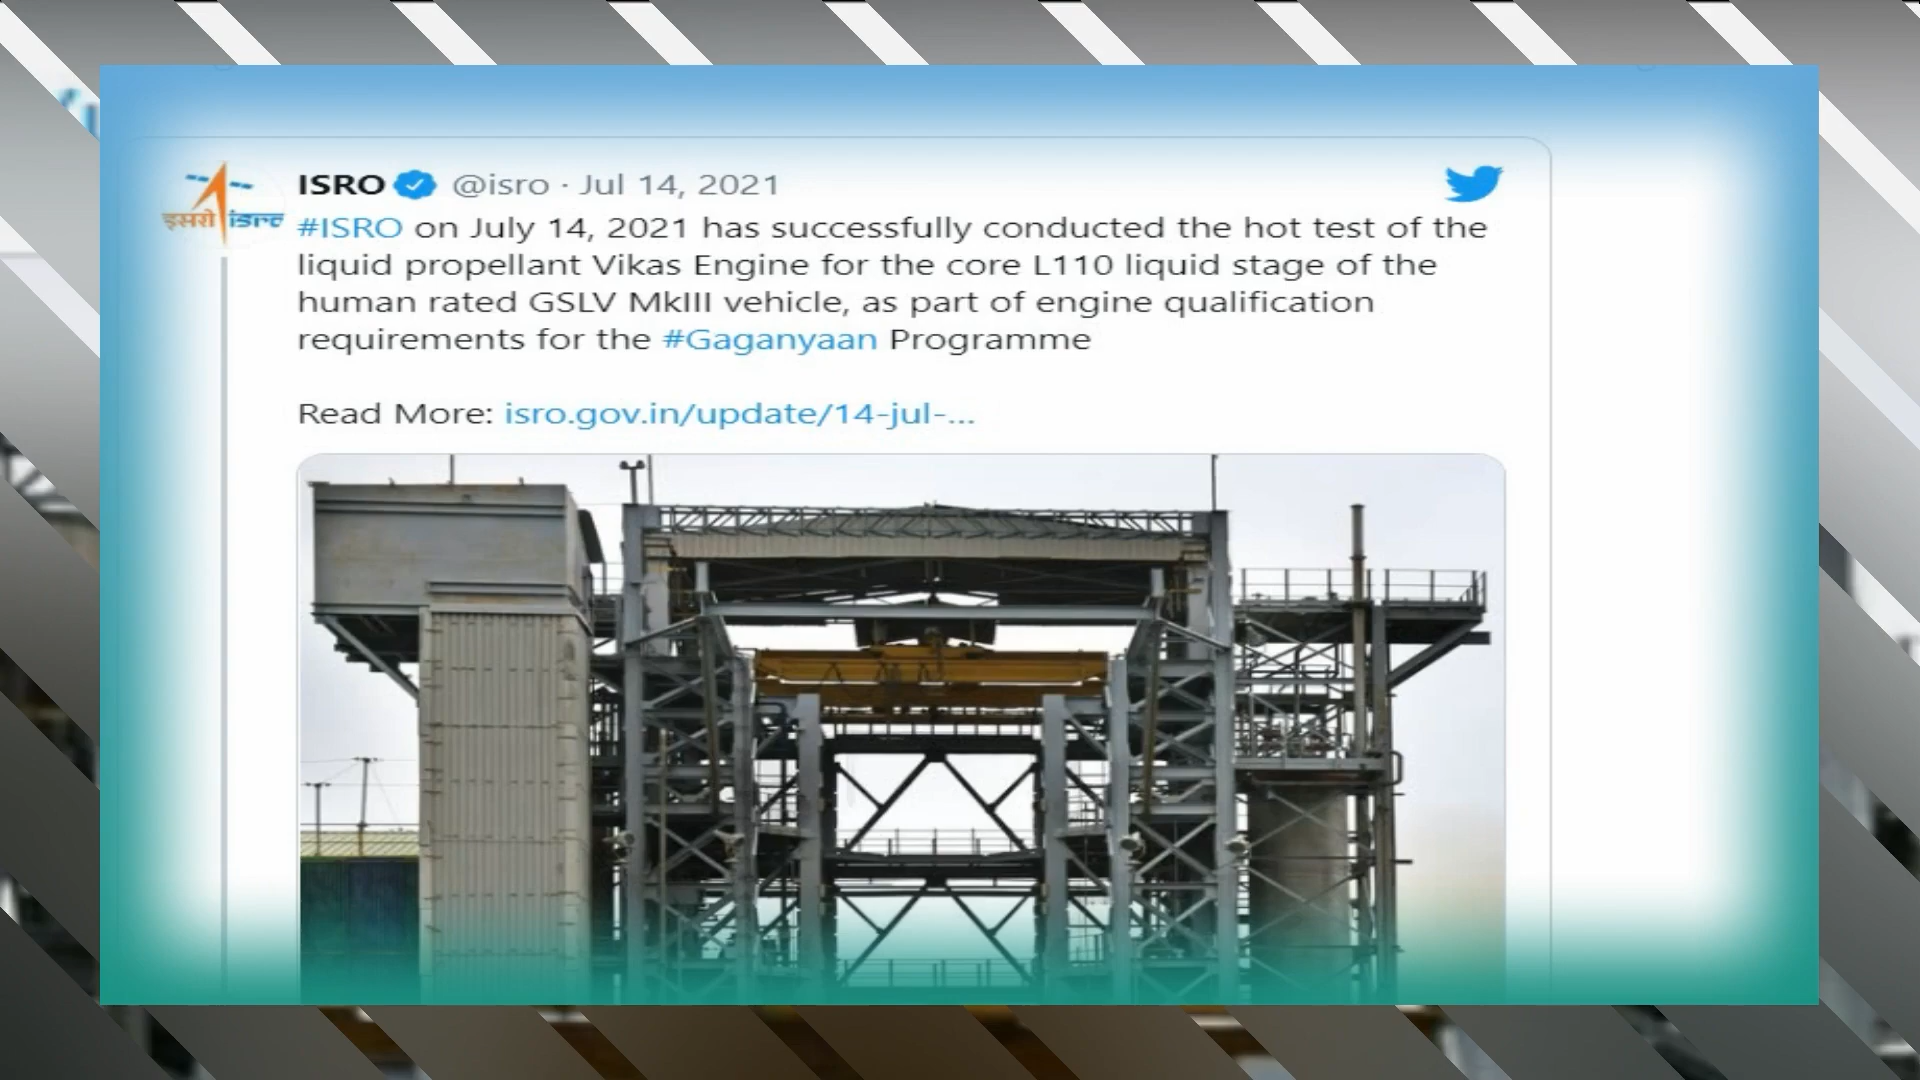 ISRO @isro · Jul 14, 2021
इसरो isro
#ISRO on July 14, 2021 has successfully conducted the hot test of the
liquid propellant Vikas Engine for the core L110 liquid stage of the
human rated GSLV MkIII vehicle, as part of engine qualification
requirements for the #Gaganyaan Programme
Read More: isro.gov.in/update/14-jul-...